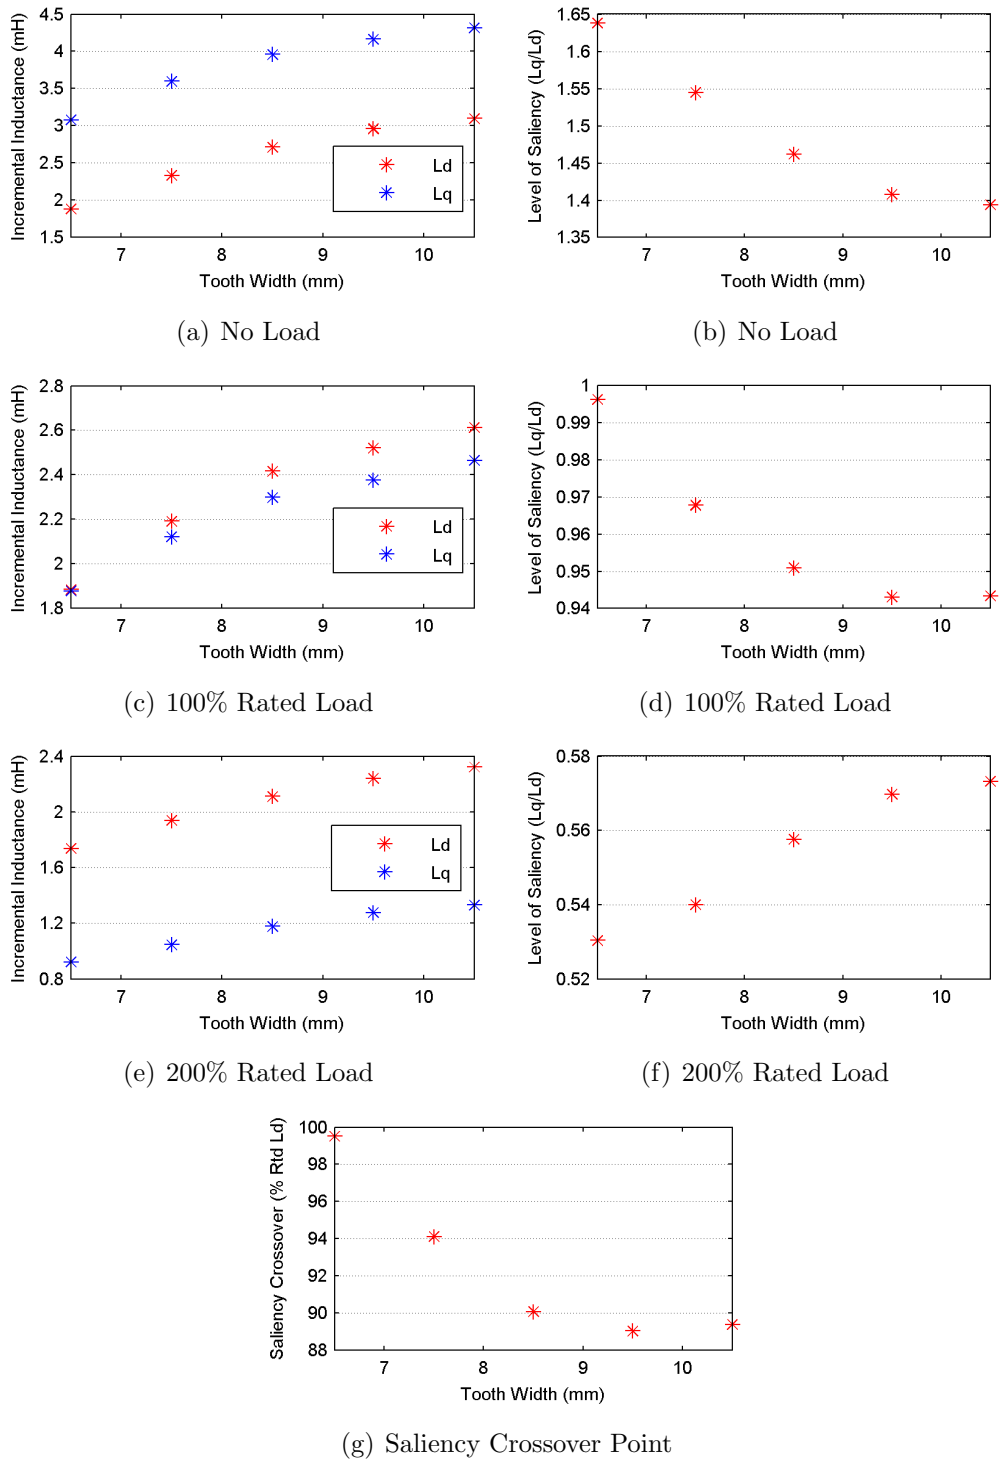 Incremental Inductance (mH)
4.5
4
3.5
3
2.5
2
1.5
Ld
Lq
7 8 9 10
Tooth Width (mm)
(a) No Load
Level of Saliency (Lq/Ld)
1.65
1.6
1.55
1.5
1.45
1.4
1.35
7 8 9 10
Tooth Width (mm)
(b) No Load
Incremental Inductance (mH)
2.8
2.6
2.4
2.2
2
1.8
Ld
Lq
7 8 9 10
Tooth Width (mm)
(c) 100% Rated Load
Level of Saliency (Lq/Ld)
1
0.99
0.98
0.97
0.96
0.95
0.94
7 8 9 10
Tooth Width (mm)
(d) 100% Rated Load
Incremental Inductance (mH)
2.4
2
1.6
1.2
0.8
Ld
Lq
7 8 9 10
Tooth Width (mm)
(e) 200% Rated Load
Level of Saliency (Lq/Ld)
0.58
0.56
0.54
0.52
7 8 9 10
Tooth Width (mm)
(f) 200% Rated Load
Saliency Crossover (% Rtd Ld)
100
98
96
94
92
90
88
7 8 9 10
Tooth Width (mm)
(g) Saliency Crossover Point